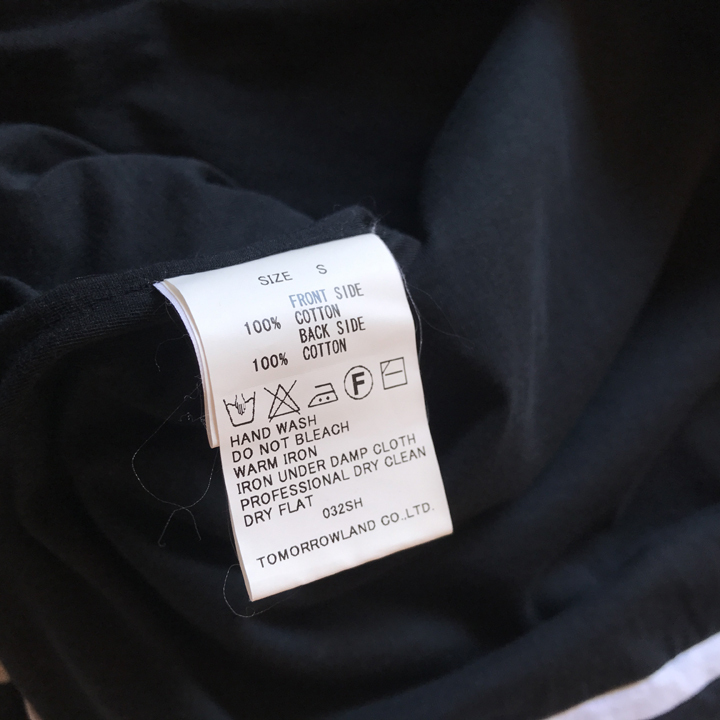 SIZE S
FRONT SIDE
100% COTTON
BACK SIDE
100% COTTON
F
HAND WASH
DO NOT BLEACH
WARM IRON
IRON UNDER DAMP CLOTH
PROFESSIONAL DRY CLEAN
DRY FLAT
032SH
TOMORROWLAND CO.,LTD.